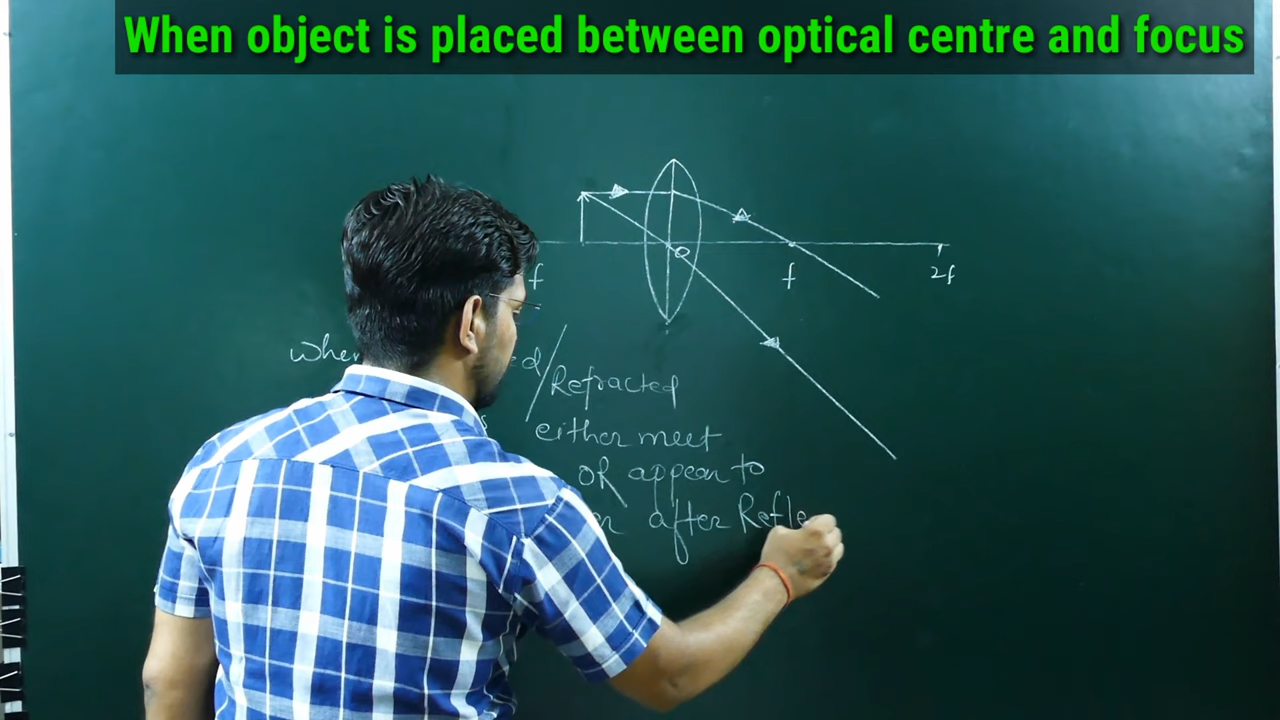 When object is placed between optical centre and focus
O
f f 2f
Refracted
either meet
OR appear to
after Refle